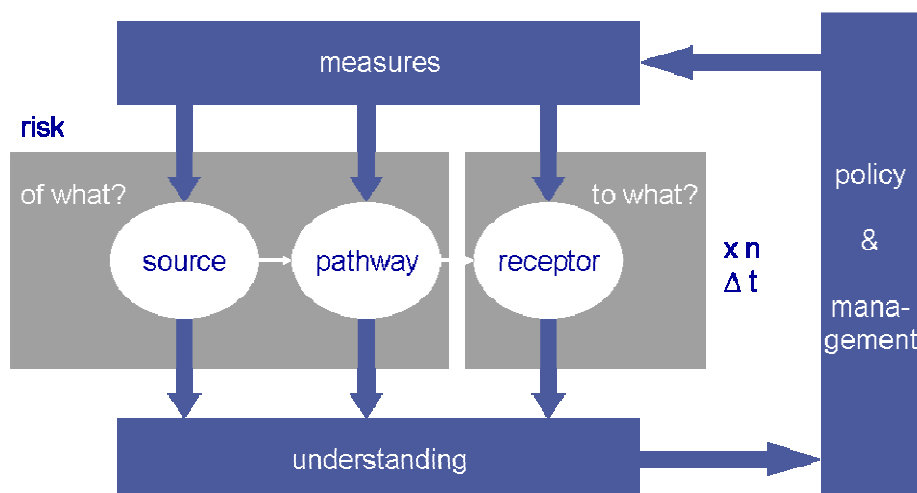 measures
risk
of what?
to what?
source
pathway
receptor
x n
Δ t
policy
&
mana-
gement
understanding